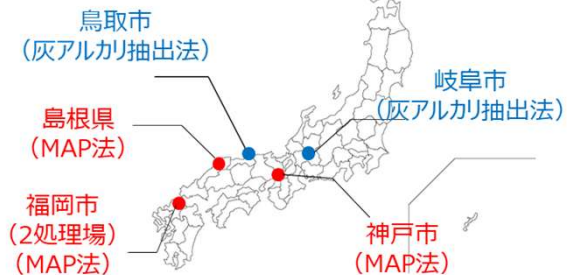 鳥取市
（灰アルカリ抽出法）
岐阜市
（灰アルカリ抽出法）
島根県
（MAP法）
福岡市
（2処理場）
（MAP法）
神戸市
（MAP法）